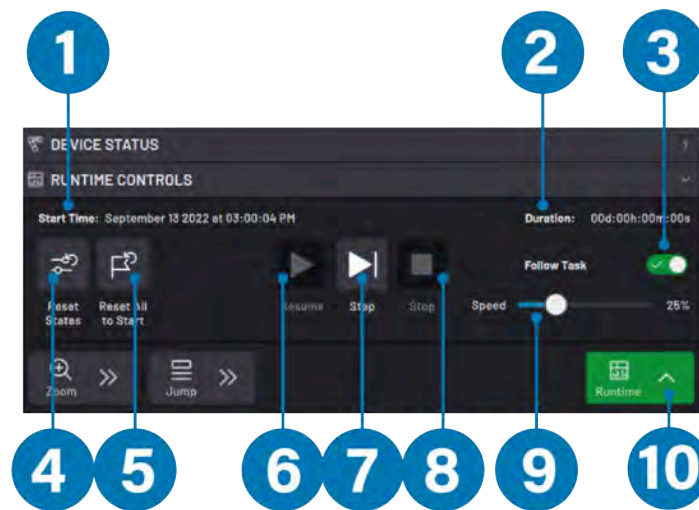 1
2
3
DEVICE STATUS
RUNTIME CONTROLS
Start Time: September 13 2022 at 03:00:04 PM
Duration: 00d:00h:00m:00s
Follow Task
Reset States
Reset All to Start
Resume
Step
Stop
Speed
25%
Zoom
Jump
Runtime
4
5
6
7
8
9
10